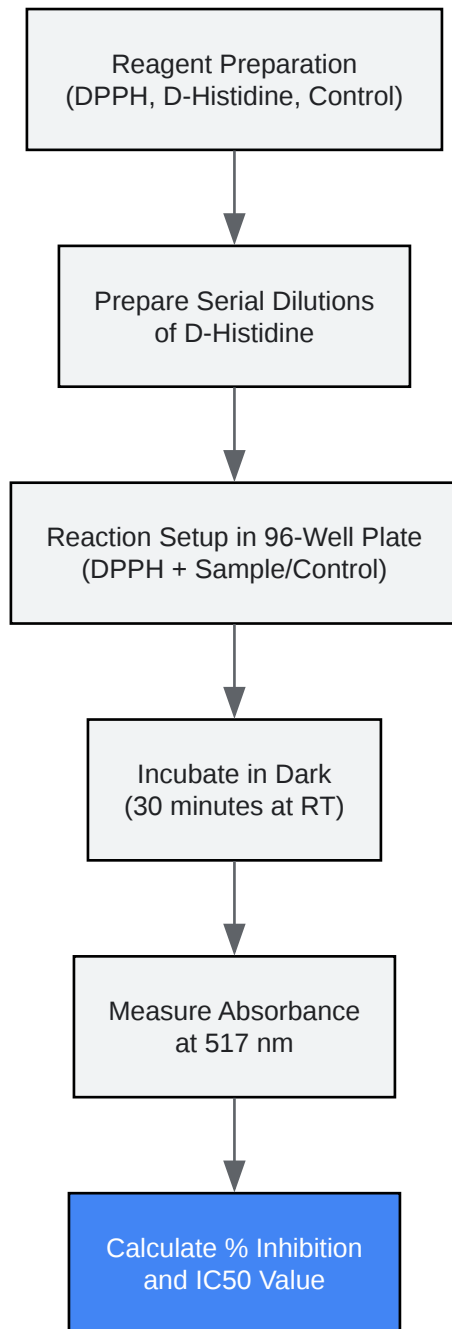 Reagent Preparation
(DPPH, D-Histidine, Control)
Prepare Serial Dilutions
of D-Histidine
Reaction Setup in 96-Well Plate
(DPPH + Sample/Control)
Incubate in Dark
(30 minutes at RT)
Measure Absorbance
at 517 nm
Calculate % Inhibition
and IC50 Value